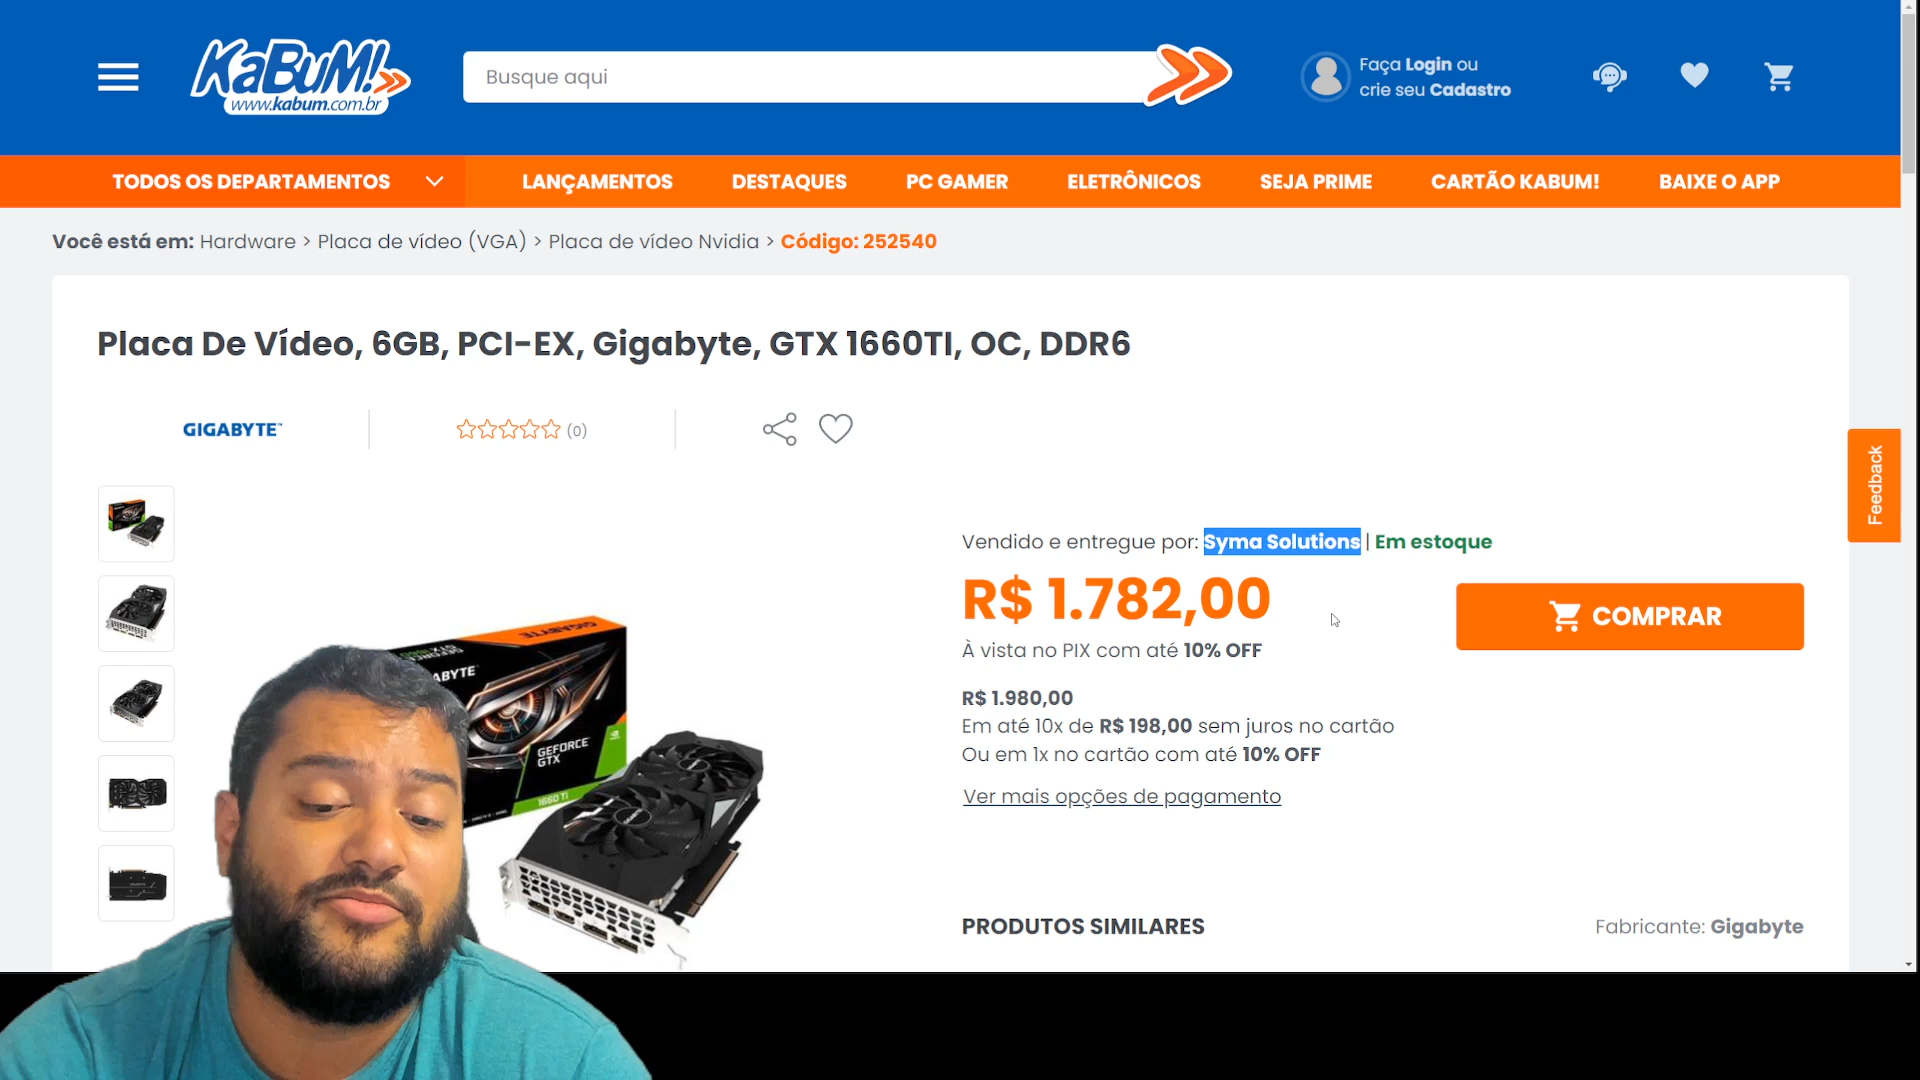 KaBuM!
www.kabum.com.br
Busque aqui
Faça Login ou
crie seu Cadastro
TODOS OS DEPARTAMENTOS
LANÇAMENTOS
DESTAQUES
PC GAMER
ELETRÔNICOS
SEJA PRIME
CARTÃO KABUM!
BAIXE O APP
Você está em: Hardware > Placa de vídeo (VGA) > Placa de vídeo Nvidia > Código: 252540
Placa De Vídeo, 6GB, PCI-EX, Gigabyte, GTX 1660TI, OC, DDR6
GIGABYTE™
(0)
Feedback
Vendido e entregue por: Syma Solutions | Em estoque
R$ 1.782,00
COMPRAR
À vista no PIX com até 10% OFF
R$ 1.980,00
Em até 10x de R$ 198,00 sem juros no cartão
Ou em 1x no cartão com até 10% OFF
Ver mais opções de pagamento
GIGABYTE
GEFORCE
GTX
1660 Ti
PRODUTOS SIMILARES
Fabricante: Gigabyte